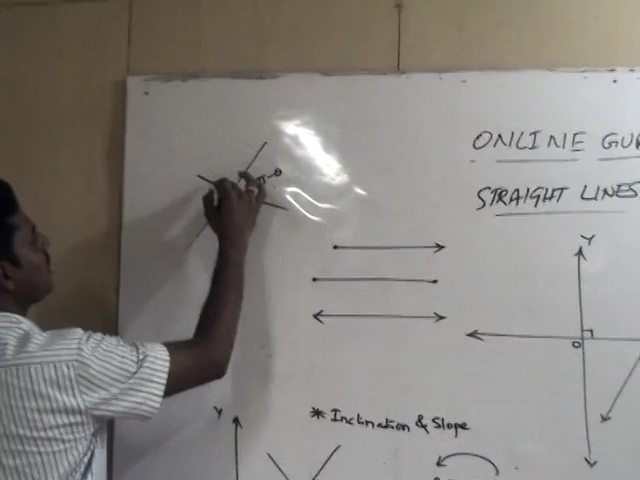 ONLINE GU
π-θ
STRAIGHT LINES
Y
O
* Inclination & Slope
Y